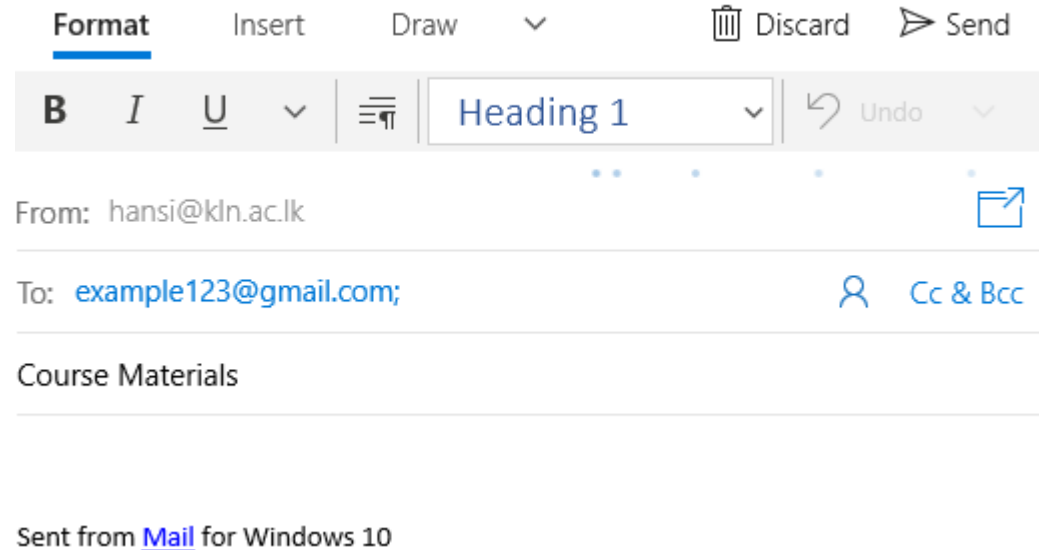 Format Insert Draw Discard Send
B I U Heading 1 Undo
From: hansi@kln.ac.lk
To: example123@gmail.com; Cc & Bcc
Course Materials
Sent from Mail for Windows 10